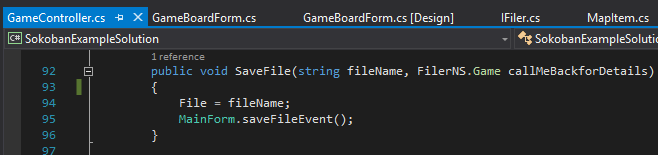 GameController.cs GameBoardForm.cs GameBoardForm.cs [Design] IFiler.cs MapItem.cs
C# SokobanExampleSolution SokobanExampleSolutio
1 reference
92 public void SaveFile(string fileName, FilerNS.Game callMeBackforDetails)
93 {
94 File = fileName;
95 MainForm.saveFileEvent();
96 }
97